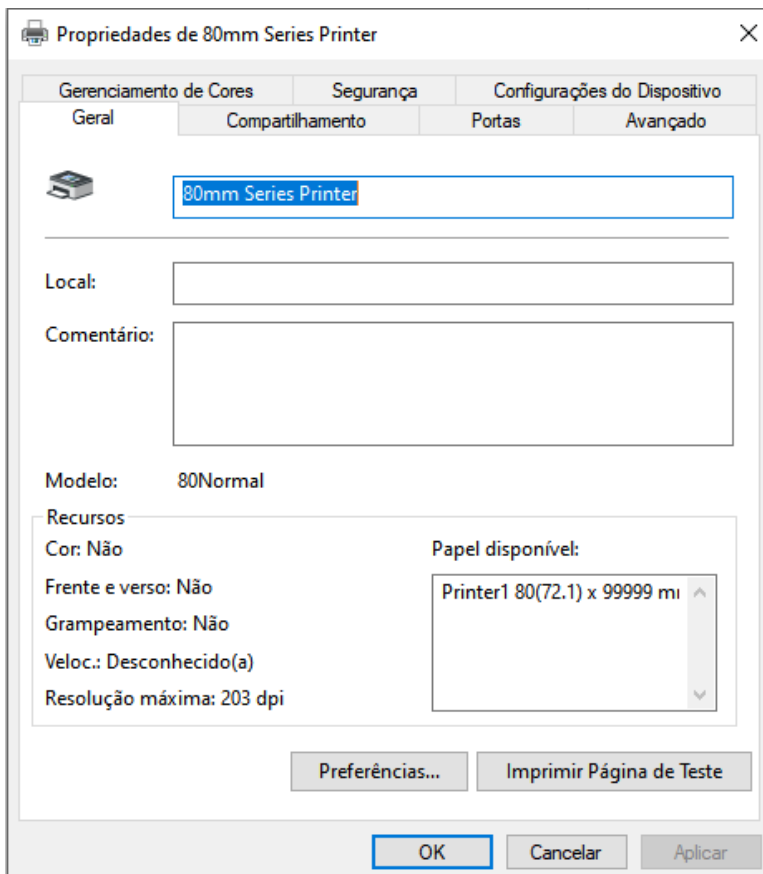 Propriedades de 80mm Series Printer
Gerenciamento de Cores Segurança Configurações do Dispositivo
Geral Compartilhamento Portas Avançado
80mm Series Printer
Local:
Comentário:
Modelo: 80Normal
Recursos
Cor: Não Papel disponível:
Frente e verso: Não Printer1 80(72.1) x 99999
Grampeamento: Não
Veloc.: Desconhecido(a)
Resolução máxima: 203 dpi
Preferências... Imprimir Página de Teste
OK Cancelar Aplicar